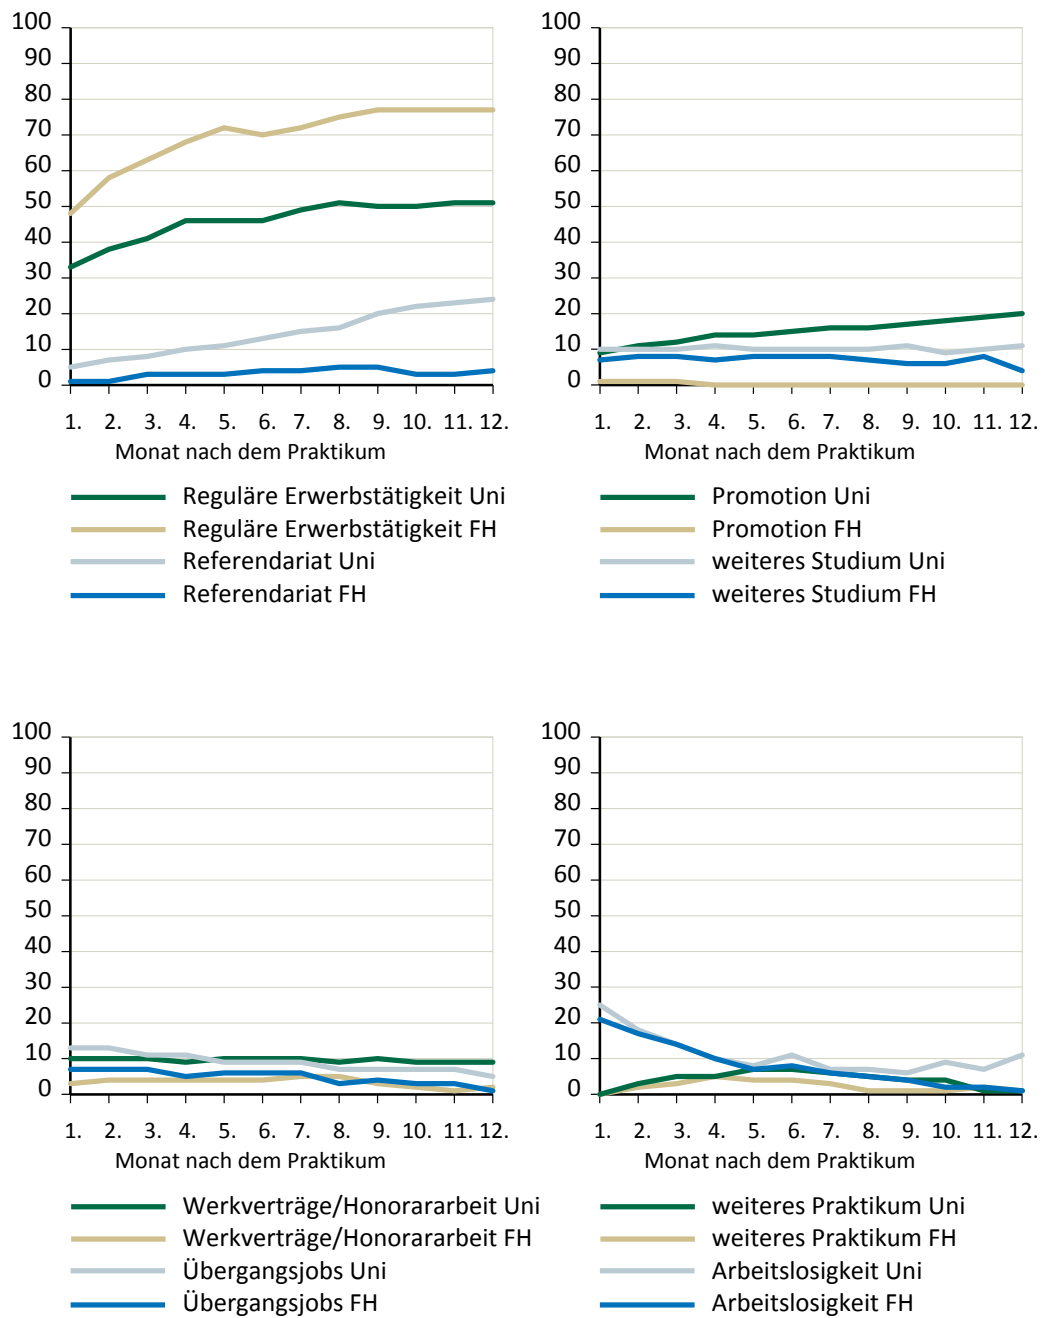 100
90
80
70
60
50
40
30
20
10
0
1. 2. 3. 4. 5. 6. 7. 8. 9. 10. 11. 12.
Monat nach dem Praktikum
Reguläre Erwerbstätigkeit Uni
Reguläre Erwerbstätigkeit FH
Referendariat Uni
Referendariat FH
100
90
80
70
60
50
40
30
20
10
0
1. 2. 3. 4. 5. 6. 7. 8. 9. 10. 11. 12.
Monat nach dem Praktikum
Promotion Uni
Promotion FH
weiteres Studium Uni
weiteres Studium FH
100
90
80
70
60
50
40
30
20
10
0
1. 2. 3. 4. 5. 6. 7. 8. 9. 10. 11. 12.
Monat nach dem Praktikum
Werkverträge/Honorararbeit Uni
Werkverträge/Honorararbeit FH
Übergangsjobs Uni
Übergangsjobs FH
100
90
80
70
60
50
40
30
20
10
0
1. 2. 3. 4. 5. 6. 7. 8. 9. 10. 11. 12.
Monat nach dem Praktikum
weiteres Praktikum Uni
weiteres Praktikum FH
Arbeitslosigkeit Uni
Arbeitslosigkeit FH